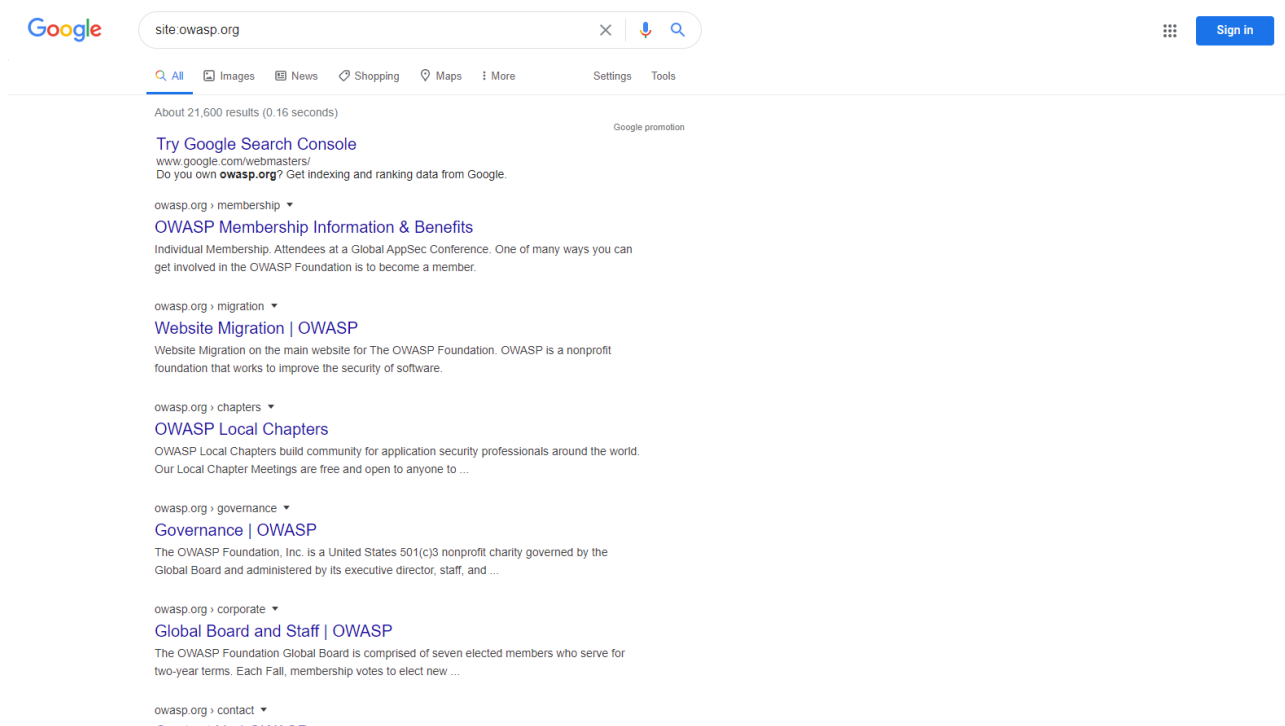 Google
site:owasp.org
Sign in
All Images News Shopping Maps More Settings Tools
About 21,600 results (0.16 seconds)
Google promotion
Try Google Search Console
www.google.com/webmasters/
Do you own owasp.org? Get indexing and ranking data from Google.
owasp.org › membership
OWASP Membership Information & Benefits
Individual Membership. Attendees at a Global AppSec Conference. One of many ways you can
get involved in the OWASP Foundation is to become a member.
owasp.org › migration
Website Migration | OWASP
Website Migration on the main website for The OWASP Foundation. OWASP is a nonprofit
foundation that works to improve the security of software.
owasp.org › chapters
OWASP Local Chapters
OWASP Local Chapters build community for application security professionals around the world.
Our Local Chapter Meetings are free and open to anyone to ...
owasp.org › governance
Governance | OWASP
The OWASP Foundation, Inc. is a United States 501(c)3 nonprofit charity governed by the
Global Board and administered by its executive director, staff, and ...
owasp.org › corporate
Global Board and Staff | OWASP
The OWASP Foundation Global Board is comprised of seven elected members who serve for
two-year terms. Each Fall, membership votes to elect new ...
owasp.org › contact